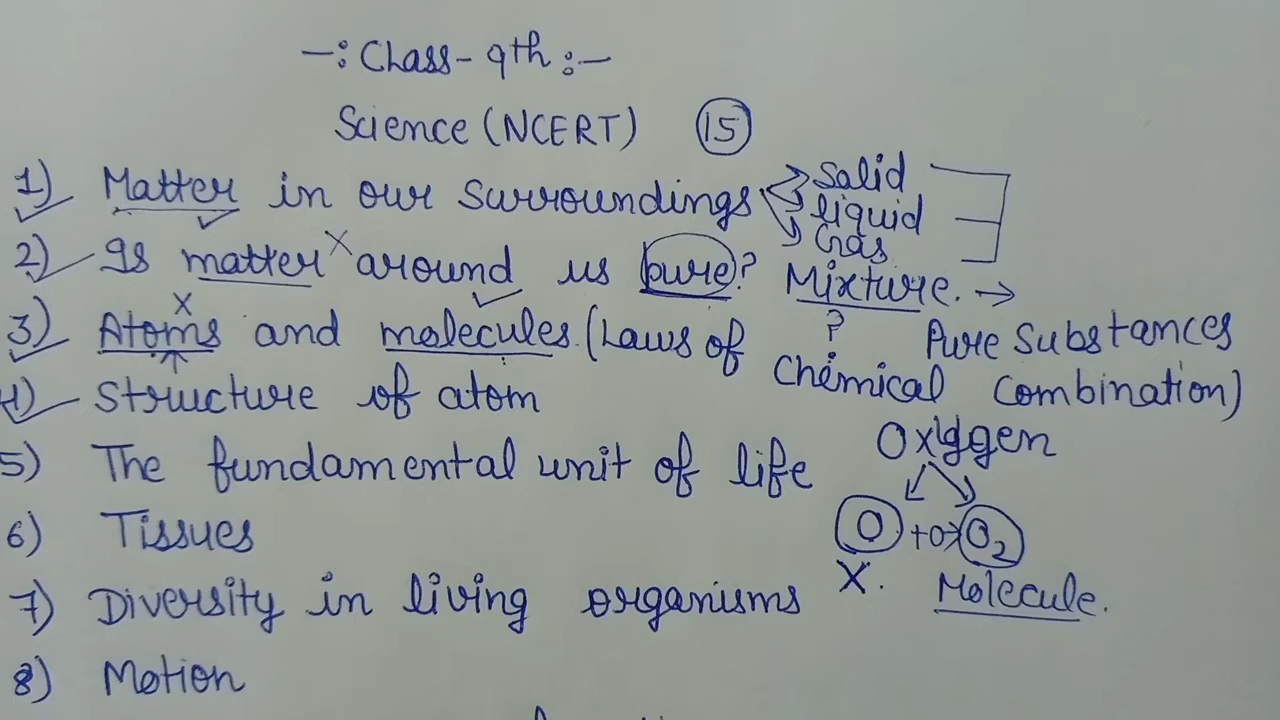 -: Class - 9th :-
Science (NCERT) 15
1) Matter in our surroundings Solid
liquid
Gas
2) Is matter x around us pure? Mixture. →
?
x
3) Atoms and molecules. (Laws of Chemical Combination)
Pure Substances
4) Structure of atom
5) The fundamental unit of life
Oxygen
O +O→ O2
X. Molecule.
6) Tissues
7) Diversity in living organisms
8) Motion